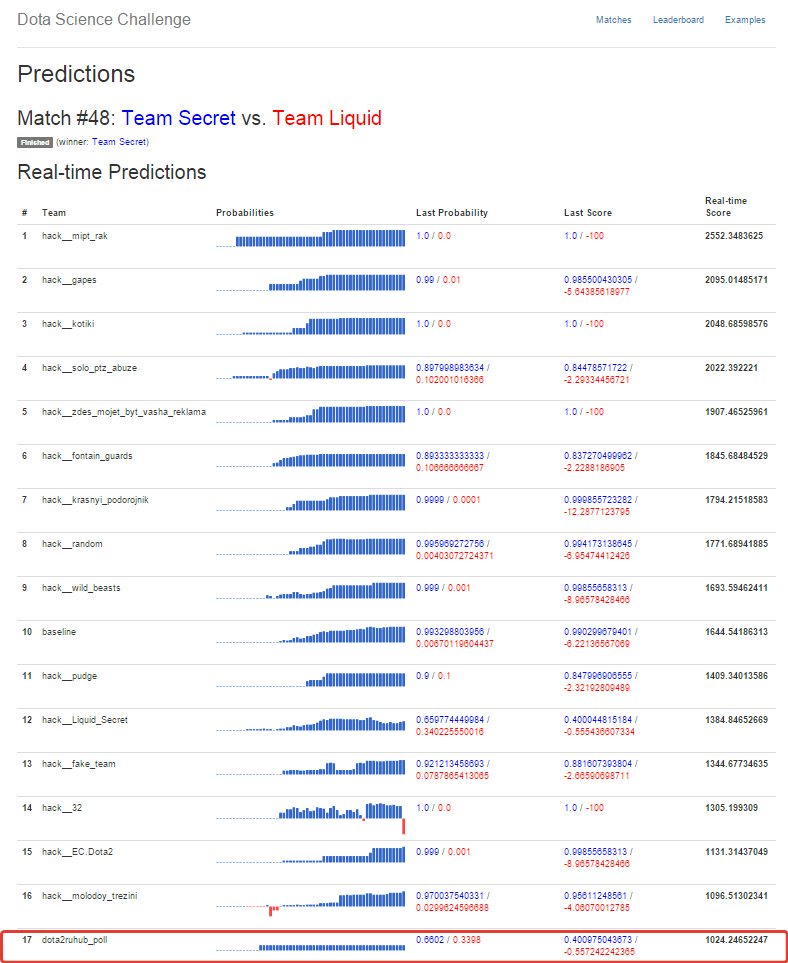 Dota Science Challenge
Matches Leaderboard Examples
Predictions
Match #48: Team Secret vs. Team Liquid
Finished (winner: Team Secret)
Real-time Predictions
# Team Probabilities Last Probability Last Score Real-time Score
1 hack__mipt_rak 1.0 / 0.0 1.0 / -100 2552.3483625
2 hack__gapes 0.99 / 0.01 0.985500430305 / -5.64385618977 2095.01485171
3 hack__kotiki 1.0 / 0.0 1.0 / -100 2048.68598576
4 hack__solo_ptz_abuze 0.897998983634 / 0.102001016366 0.84478571722 / -2.29334456721 2022.392221
5 hack__zdes_mojet_byt_vasha_reklama 1.0 / 0.0 1.0 / -100 1907.46525961
6 hack__fontain_guards 0.893333333333 / 0.106666666667 0.837270499962 / -2.2288186905 1845.68484529
7 hack__krasnyi_podorojnik 0.9999 / 0.0001 0.999855723282 / -12.2877123795 1794.21518583
8 hack__random 0.995969272756 / 0.00403072724371 0.994173138645 / -6.95474412426 1771.68941885
9 hack__wild_beasts 0.999 / 0.001 0.99855658313 / -8.96578428466 1693.59462411
10 baseline 0.993298803956 / 0.00670119604437 0.990299679401 / -6.22136567069 1644.54186313
11 hack__pudge 0.9 / 0.1 0.847996906555 / -2.32192809489 1409.34013586
12 hack__Liquid_Secret 0.659774449984 / 0.340225550016 0.400044815184 / -0.555436607334 1384.84652669
13 hack__fake_team 0.921213458693 / 0.0787865413065 0.881607393804 / -2.66590698711 1344.67734635
14 hack__32 1.0 / 0.0 1.0 / -100 1305.199309
15 hack__EC.Dota2 0.999 / 0.001 0.99855658313 / -8.96578428466 1131.31437049
16 hack__molodoy_trezini 0.970037540331 / 0.0299624596688 0.95611248561 / -4.06070012785 1096.51302341
17 dota2ruhub_poll 0.6602 / 0.3398 0.400975043673 / -0.557242242365 1024.24652247